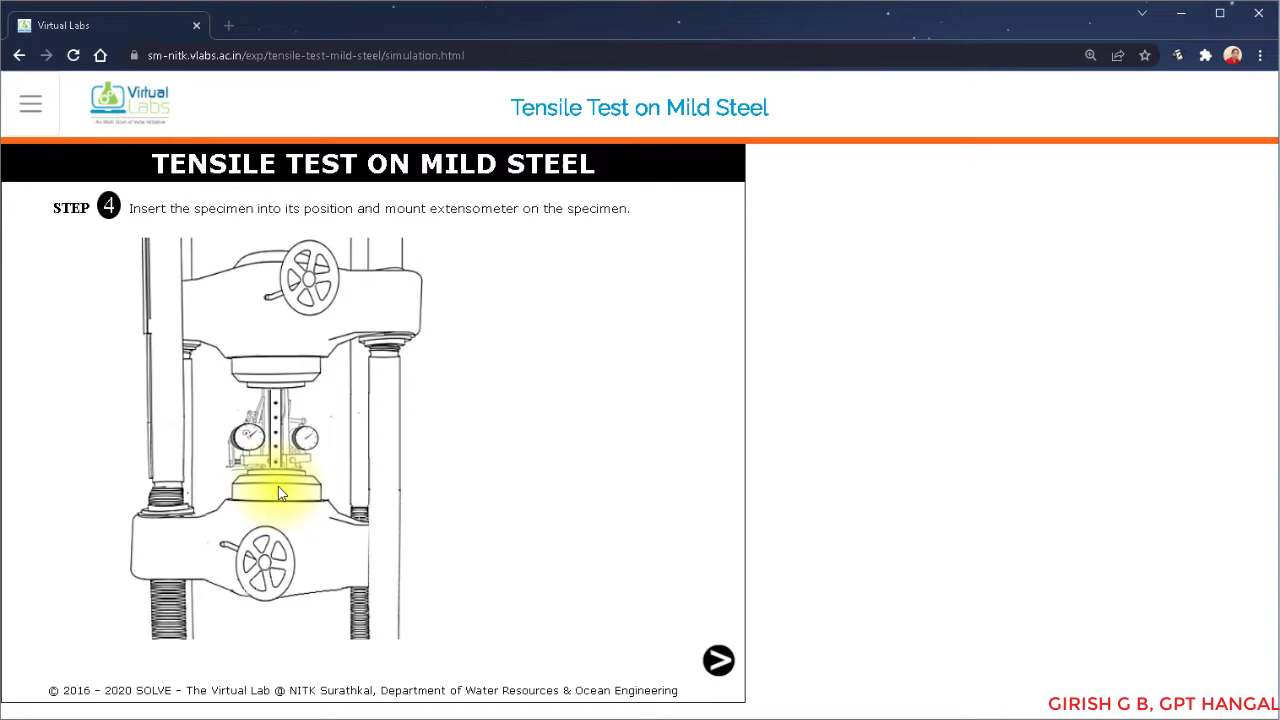 Virtual Labs
sm-nitk.vlabs.ac.in/exp/tensile-test-mild-steel/simulation.html
Virtual
Labs
Tensile Test on Mild Steel
TENSILE TEST ON MILD STEEL
STEP 4 Insert the specimen into its position and mount extensometer on the specimen.
© 2016 - 2020 SOLVE - The Virtual Lab @ NITK Surathkal, Department of Water Resources & Ocean Engineering
GIRISH G B, GPT HANGAL